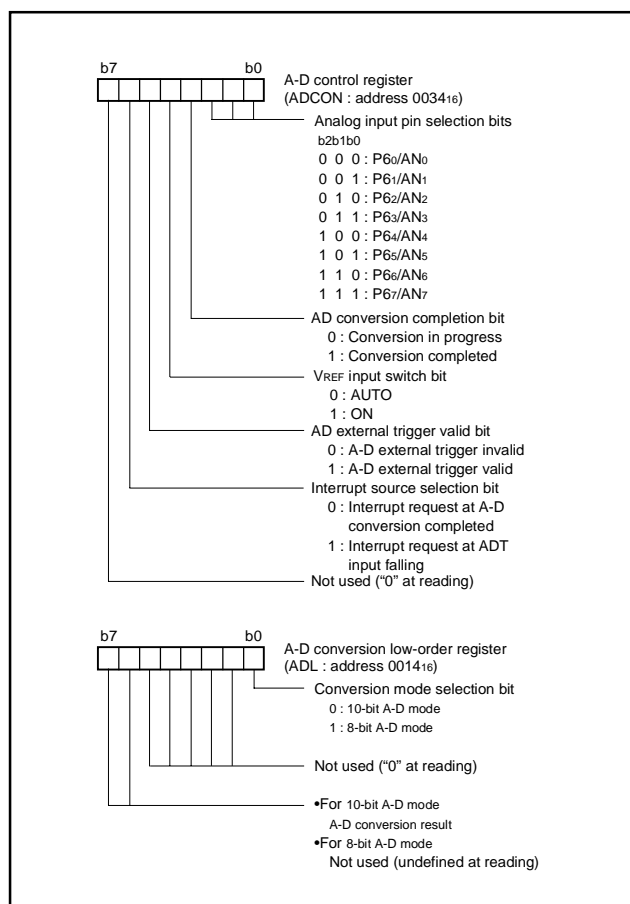 b7 b0
A-D control register
(ADCON : address 0034₁₆)
Analog input pin selection bits
b2b1b0
0 0 0 : P6₀/AN₀
0 0 1 : P6₁/AN₁
0 1 0 : P6₂/AN₂
0 1 1 : P6₃/AN₃
1 0 0 : P6₄/AN₄
1 0 1 : P6₅/AN₅
1 1 0 : P6₆/AN₆
1 1 1 : P6₇/AN₇
AD conversion completion bit
0 : Conversion in progress
1 : Conversion completed
VREF input switch bit
0 : AUTO
1 : ON
AD external trigger valid bit
0 : A-D external trigger invalid
1 : A-D external trigger valid
Interrupt source selection bit
0 : Interrupt request at A-D
conversion completed
1 : Interrupt request at ADT
input falling
Not used (“0” at reading)
b7 b0
A-D conversion low-order register
(ADL : address 0014₁₆)
Conversion mode selection bit
0 : 10-bit A-D mode
1 : 8-bit A-D mode
Not used (“0” at reading)
•For 10-bit A-D mode
A-D conversion result
•For 8-bit A-D mode
Not used (undefined at reading)